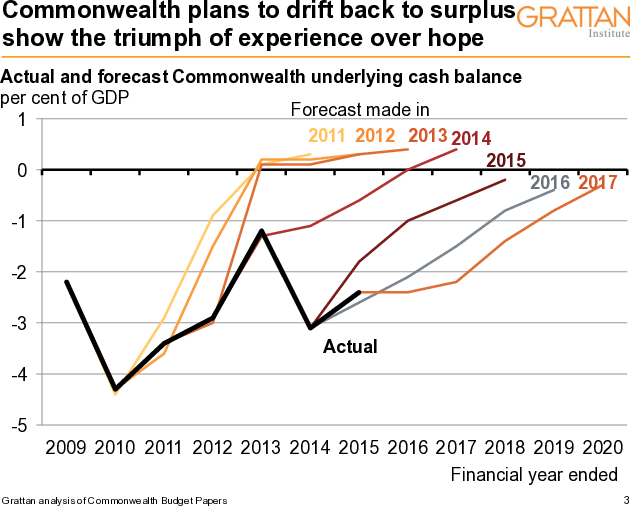 Commonwealth plans to drift back to surplus
show the triumph of experience over hope
GRATTAN
Institute
Actual and forecast Commonwealth underlying cash balance
per cent of GDP
Forecast made in
2011 2012 2013 2014
2015
2016 2017
1
0
-1
-2
-3
-4
-5
Actual
2009 2010 2011 2012 2013 2014 2015 2016 2017 2018 2019 2020
Financial year ended
Grattan analysis of Commonwealth Budget Papers
3